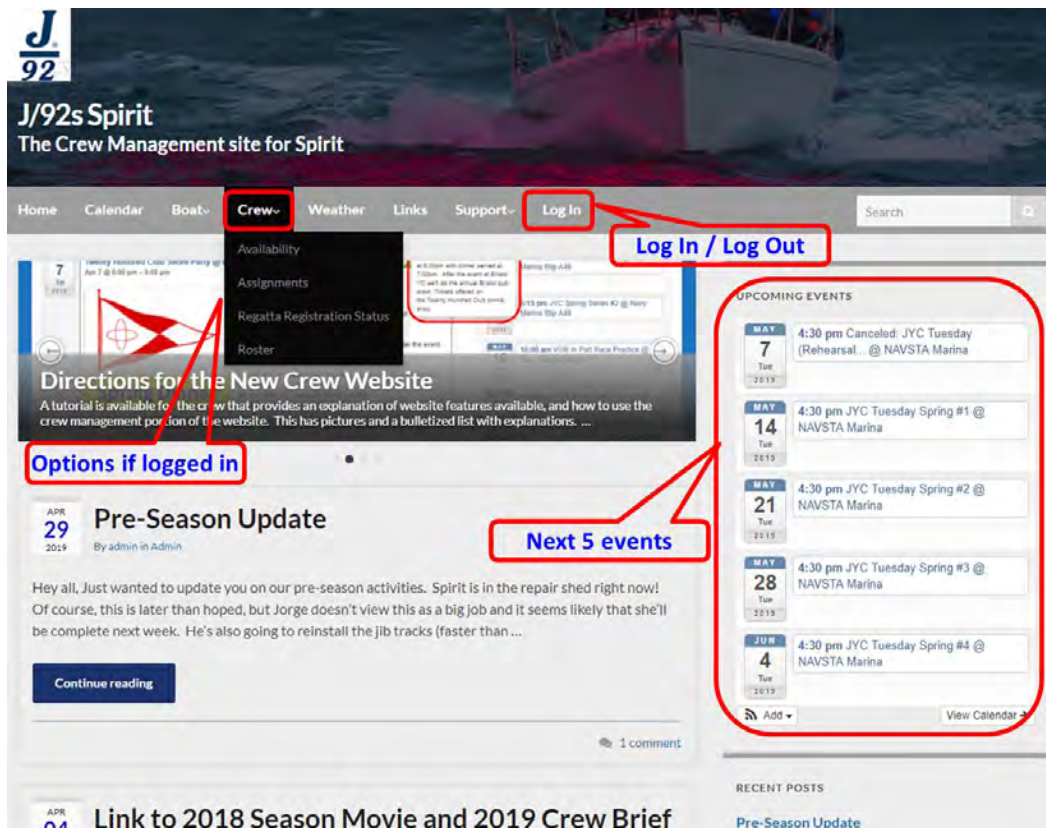 J
92
J/92s Spirit
The Crew Management site for Spirit
Home Calendar Boat Crew Weather Links Support Log In Search
Log In / Log Out
Availability
Assignments
Regatta Registration Status
Roster
7
Apr 7 @ 6:00 pm
Directions for the New Crew Website
A tutorial is available for the crew that provides an explanation of website features available, and how to use the
crew management portion of the website. This has pictures and a bulletized list with explanations. ...
Options if logged in
APR
29
2019
Pre-Season Update
By admin in Admin
Hey all, Just wanted to update you on our pre-season activities. Spirit is in the repair shed right now!
Of course, this is later than hoped, but Jorge doesn't view this as a big job and it seems likely that she'll
be complete next week. He's also going to reinstall the jib tracks (faster than ...
Continue reading
1 comment
APR
Link to 2018 Season Movie and 2019 Crew Brief
UPCOMING EVENTS
MAY
7
Tue
2019
4:30 pm Canceled: JYC Tuesday
(Rehearsal... @ NAVSTA Marina
MAY
14
Tue
2019
4:30 pm JYC Tuesday Spring #1 @
NAVSTA Marina
MAY
21
Tue
2019
4:30 pm JYC Tuesday Spring #2 @
NAVSTA Marina
Next 5 events
MAY
28
Tue
2019
4:30 pm JYC Tuesday Spring #3 @
NAVSTA Marina
JUN
4
Tue
2019
4:30 pm JYC Tuesday Spring #4 @
NAVSTA Marina
Add View Calendar
RECENT POSTS
Pre-Season Update